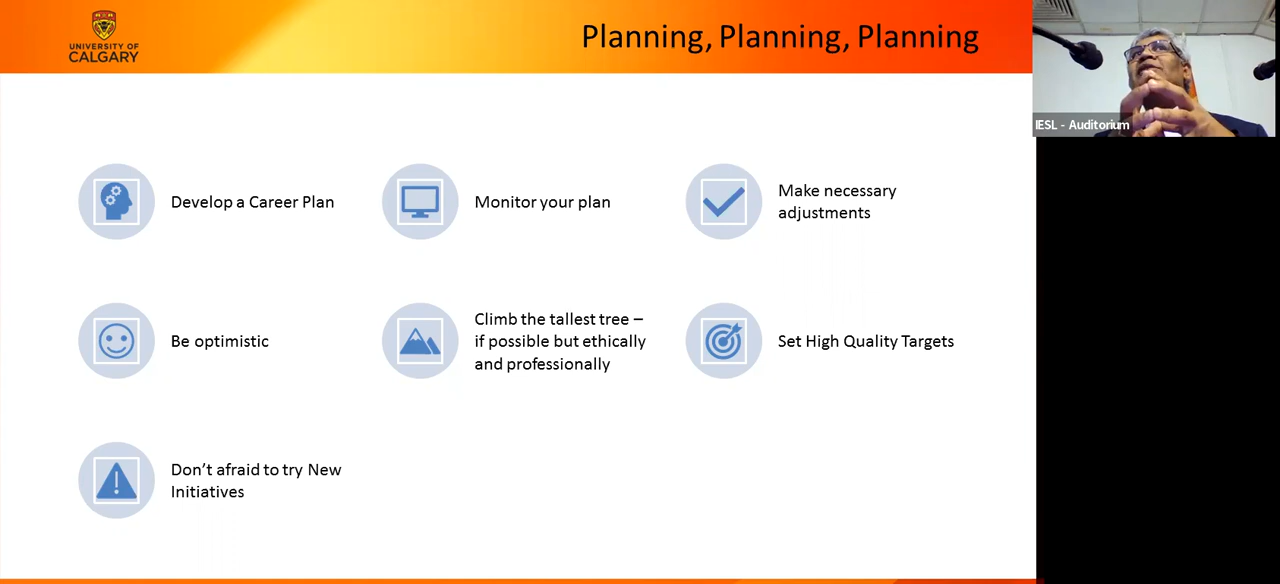 UNIVERSITY OF
CALGARY
Planning, Planning, Planning
IESL - Auditorium
Develop a Career Plan
Monitor your plan
Make necessary
adjustments
Be optimistic
Climb the tallest tree –
if possible but ethically
and professionally
Set High Quality Targets
Don’t afraid to try New
Initiatives